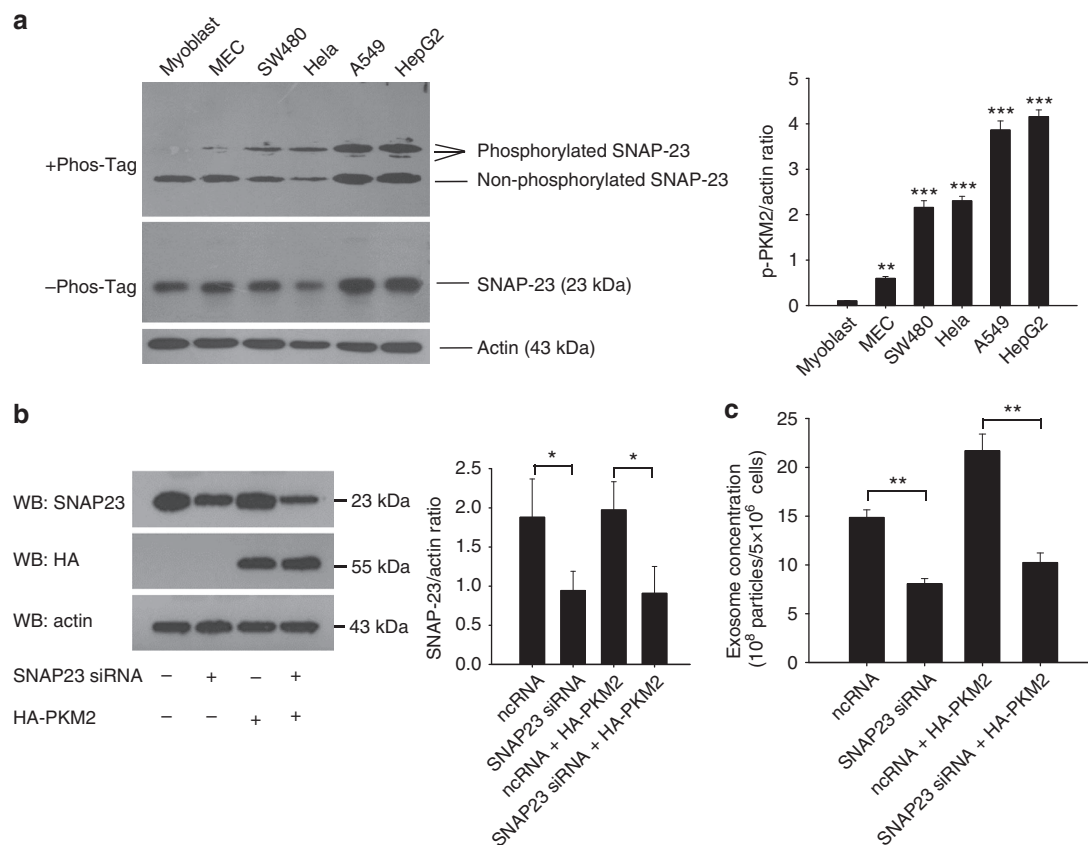 a
Myoblast
MEC
SW480
Hela
A549
HepG2
+Phos-Tag
Phosphorylated SNAP-23
Non-phosphorylated SNAP-23
−Phos-Tag
SNAP-23 (23 kDa)
Actin (43 kDa)
p-PKM2/actin ratio
5
4
3
2
1
0
**
***
***
***
***
Myoblast
MEC
SW480
Hela
A549
HepG2
b
WB: SNAP23
23 kDa
WB: HA
55 kDa
WB: actin
43 kDa
SNAP23 siRNA − + − +
HA-PKM2 − − + +
SNAP-23/actin ratio
2.5
2.0
1.5
1.0
0.5
0.0
*
*
ncRNA
SNAP23 siRNA
ncRNA + HA-PKM2
SNAP23 siRNA + HA-PKM2
c
Exosome concentration
(10⁸ particles/5×10⁶ cells)
25
20
15
10
5
0
**
**
ncRNA
SNAP23 siRNA
ncRNA + HA-PKM2
SNAP23 siRNA + HA-PKM2